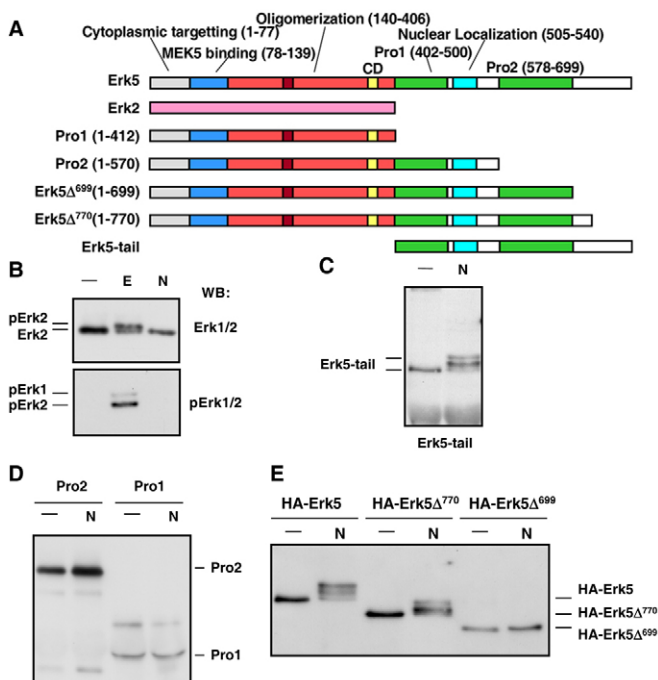 A
Oligomerization (140-406)
Cytoplasmic targetting (1-77)
Nuclear Localization (505-540)
MEK5 binding (78-139)
Pro1 (402-500)
CD
Pro2 (578-699)
Erk5
Erk2
Pro1 (1-412)
Pro2 (1-570)
Erk5Δ⁶⁹⁹(1-699)
Erk5Δ⁷⁷⁰(1-770)
Erk5-tail
B
— E N
WB:
pErk2
Erk2
Erk1/2
pErk1
pErk2
pErk1/2
C
— N
Erk5-tail
Erk5-tail
D
Pro2 Pro1
— N — N
Pro2
Pro1
E
HA-Erk5 HA-Erk5Δ⁷⁷⁰ HA-Erk5Δ⁶⁹⁹
— N — N — N
HA-Erk5
HA-Erk5Δ⁷⁷⁰
HA-Erk5Δ⁶⁹⁹